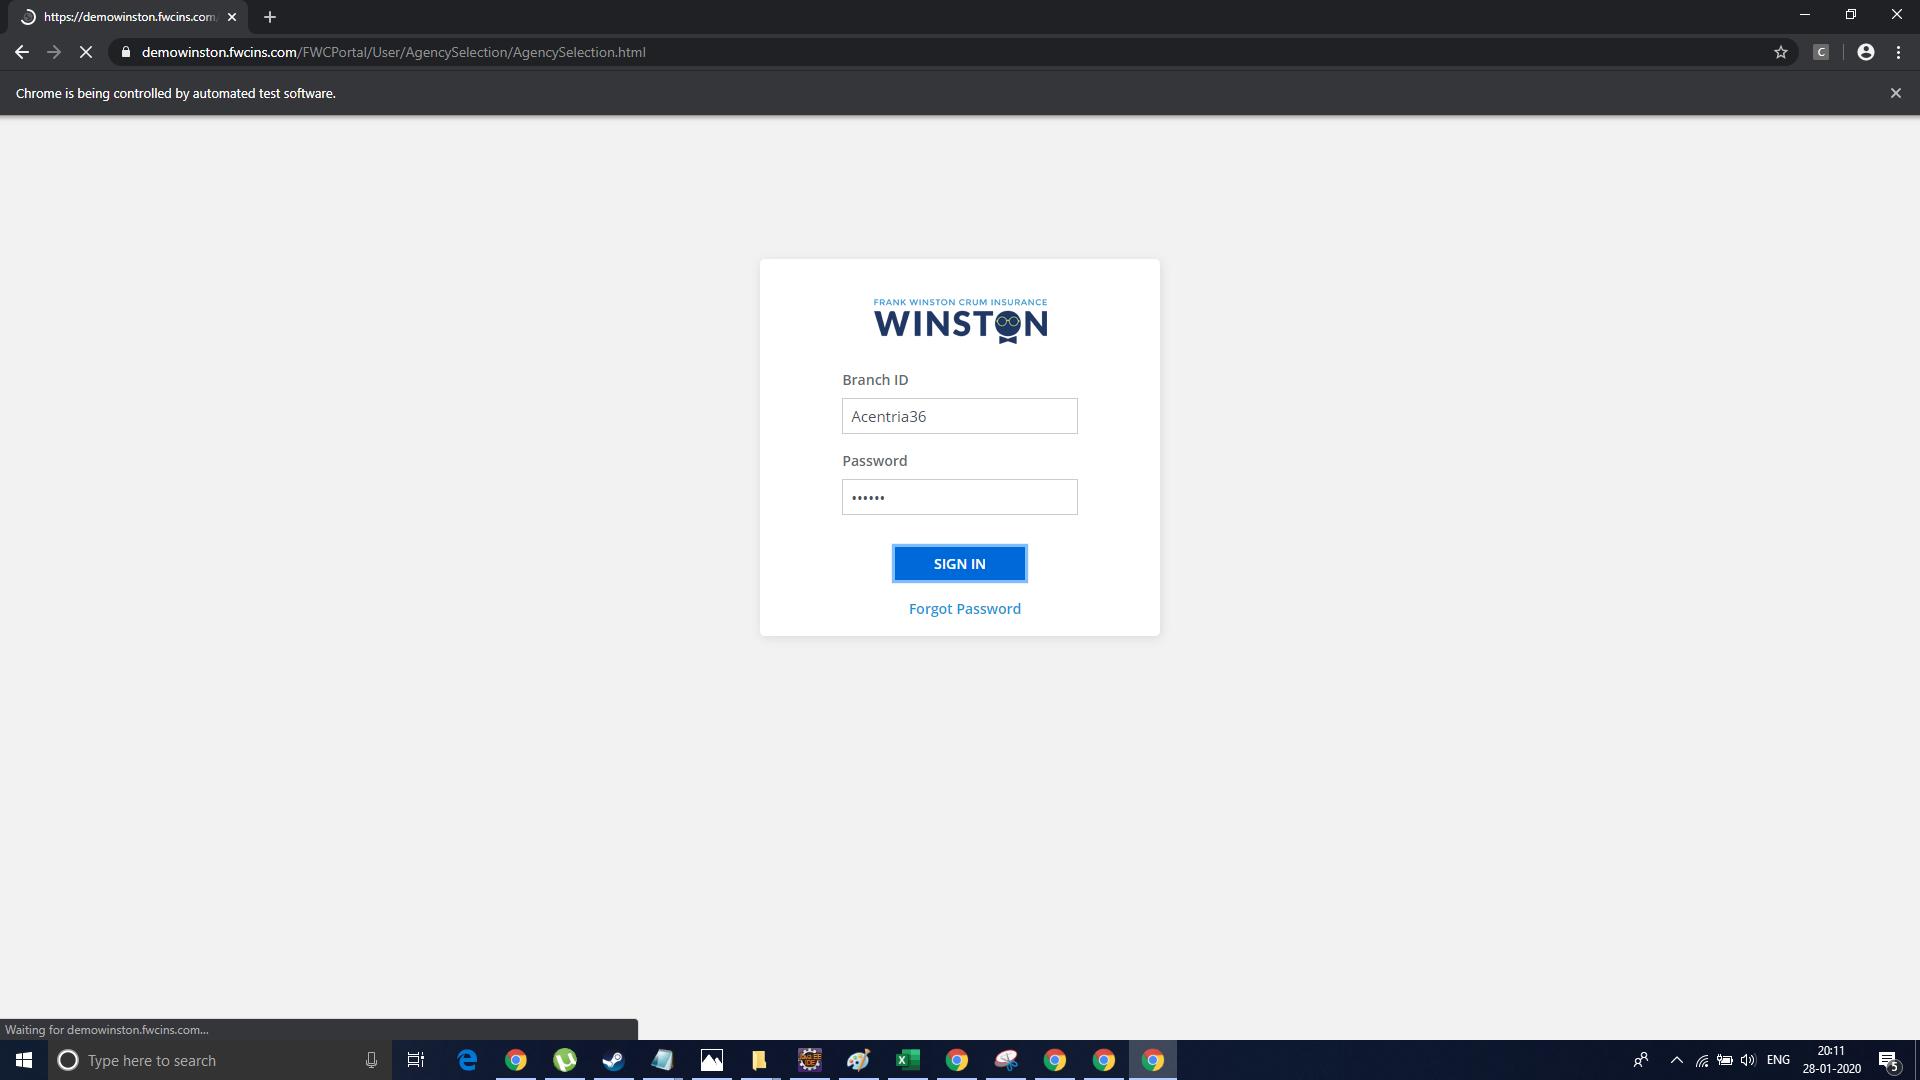 https://demowinston.fwcins.com/
demowinston.fwcins.com/FWCPortal/User/AgencySelection/AgencySelection.html
C
Chrome is being controlled by automated test software.
FRANK WINSTON CRUM INSURANCE
WINSTON
Branch ID
Acentria36
Password
••••••
SIGN IN
Forgot Password
Waiting for demowinston.fwcins.com...
Type here to search
ENG
20:11
28-01-2020
5